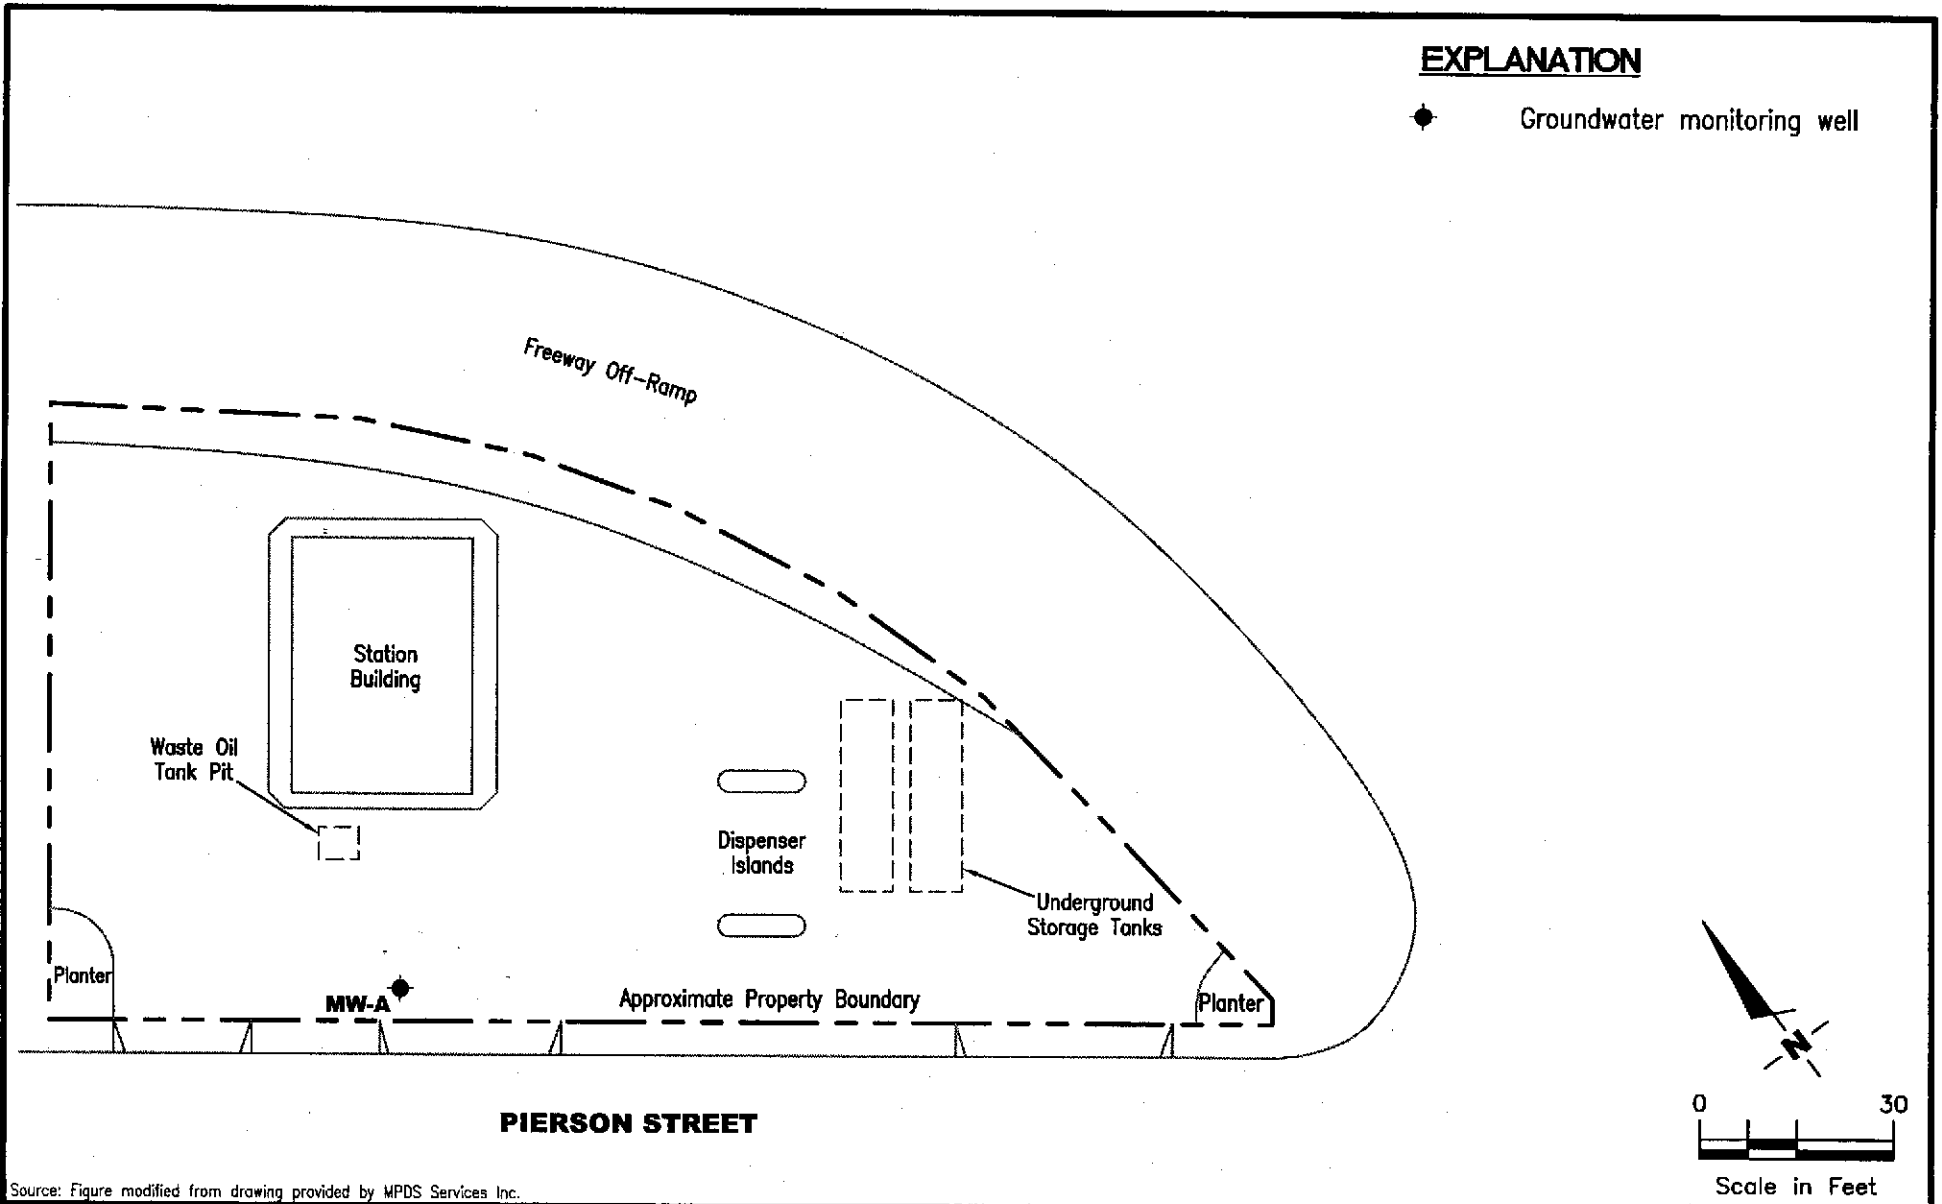 EXPLANATION
Groundwater monitoring well
Freeway Off-Ramp
Station
Building
Waste Oil
Tank Pit
Dispenser
Islands
Underground
Storage Tanks
Planter
MW-A
Approximate Property Boundary
Planter
N
PIERSON STREET
0 30
Scale in Feet
Source: Figure modified from drawing provided by MPDS Services Inc.